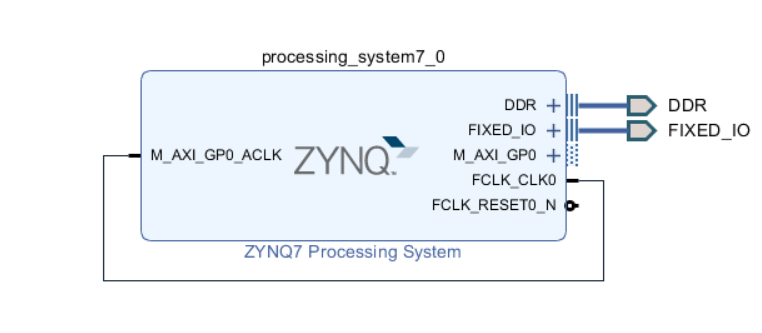 processing_system7_0
DDR
DDR
FIXED_IO
FIXED_IO
M_AXI_GP0_ACLK
ZYNQ
M_AXI_GP0
FCLK_CLK0
FCLK_RESET0_N
ZYNQ7 Processing System